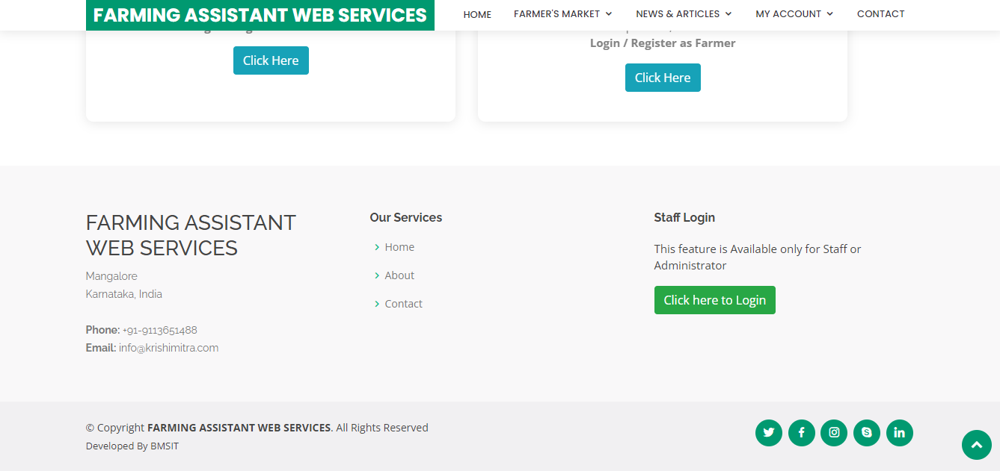 FARMING ASSISTANT WEB SERVICES
HOME
FARMER'S MARKET
NEWS & ARTICLES
MY ACCOUNT
CONTACT
Click Here
Login / Register as Farmer
Click Here
FARMING ASSISTANT
WEB SERVICES
Mangalore
Karnataka, India
Phone: +91-9113651488
Email: info@krishimitra.com
Our Services
Home
About
Contact
Staff Login
This feature is Available only for Staff or
Administrator
Click here to Login
© Copyright FARMING ASSISTANT WEB SERVICES. All Rights Reserved
Developed By BMSIT